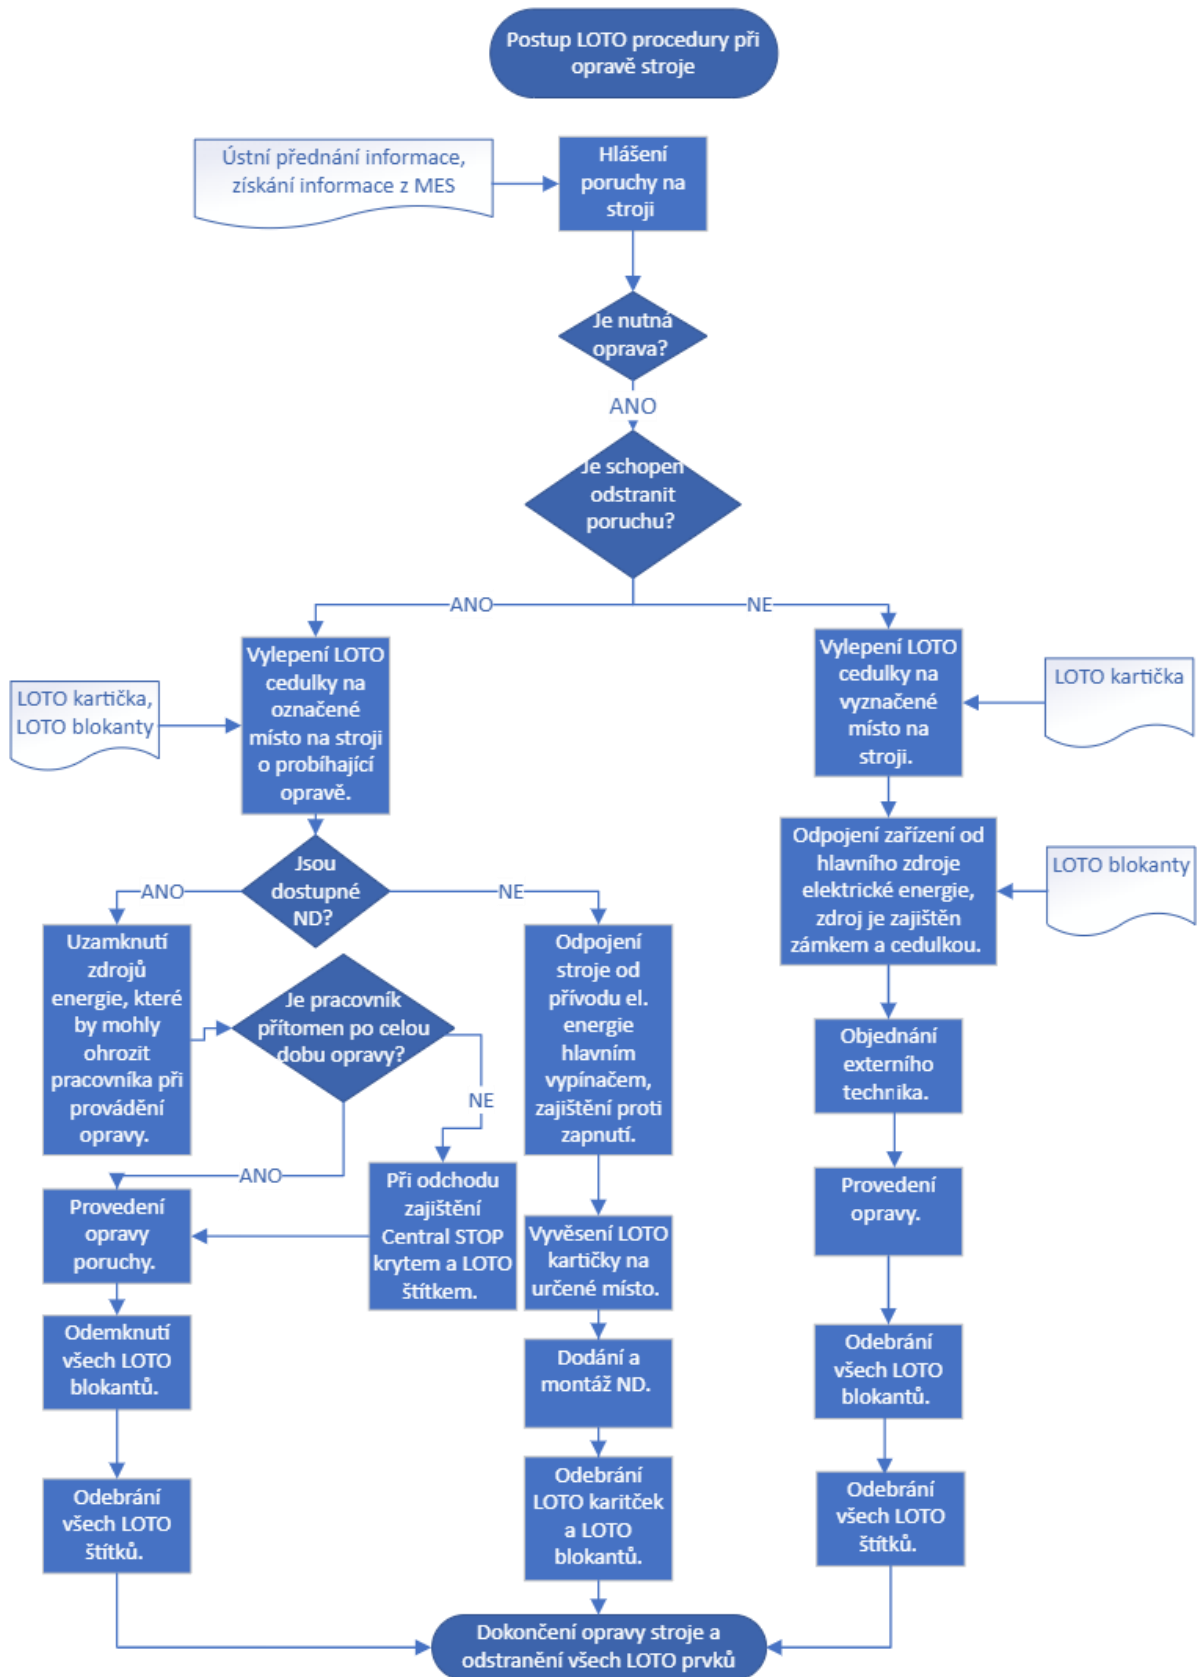 Postup LOTO procedury při
opravě stroje
Ústní přednání informace,
získání informace z MES
Hlášení
poruchy na
stroji
Je nutná
oprava?
ANO
Je schopen
odstranit
poruchu?
ANO
NE
Vylepení LOTO
cedulky na
označené
místo na stroji
o probíhající
opravě.
LOTO kartička,
LOTO blokanty
Vylepení LOTO
cedulky na
vyznačené
místo na
stroji.
LOTO kartička
Jsou
dostupné
ND?
ANO
NE
Odpojení zařízení od
hlavního zdroje
elektrické energie,
zdroj je zajištěn
zámkem a cedulkou.
LOTO blokanty
Uzamknutí
zdrojů
energie, které
by mohly
ohrozit
pracovníka při
provádění
opravy.
Je pracovník
přítomen po celou
dobu opravy?
NE
ANO
Odpojení
stroje od
přívodu el.
energie
hlavním
vypínačem,
zajištění proti
zapnutí.
Objednání
externího
technika.
Provedení
opravy
poruchy.
Při odchodu
zajištění
Central STOP
krytem a LOTO
štítkem.
Vyvěsení LOTO
kartičky na
určené místo.
Provedení
opravy.
Odemknutí
všech LOTO
blokantů.
Dodání a
montáž ND.
Odebrání
všech LOTO
blokantů.
Odebrání
všech LOTO
štítků.
Odebrání
LOTO karitček
a LOTO
blokantů.
Odebrání
všech LOTO
štítků.
Dokončení opravy stroje a
odstranění všech LOTO prvků